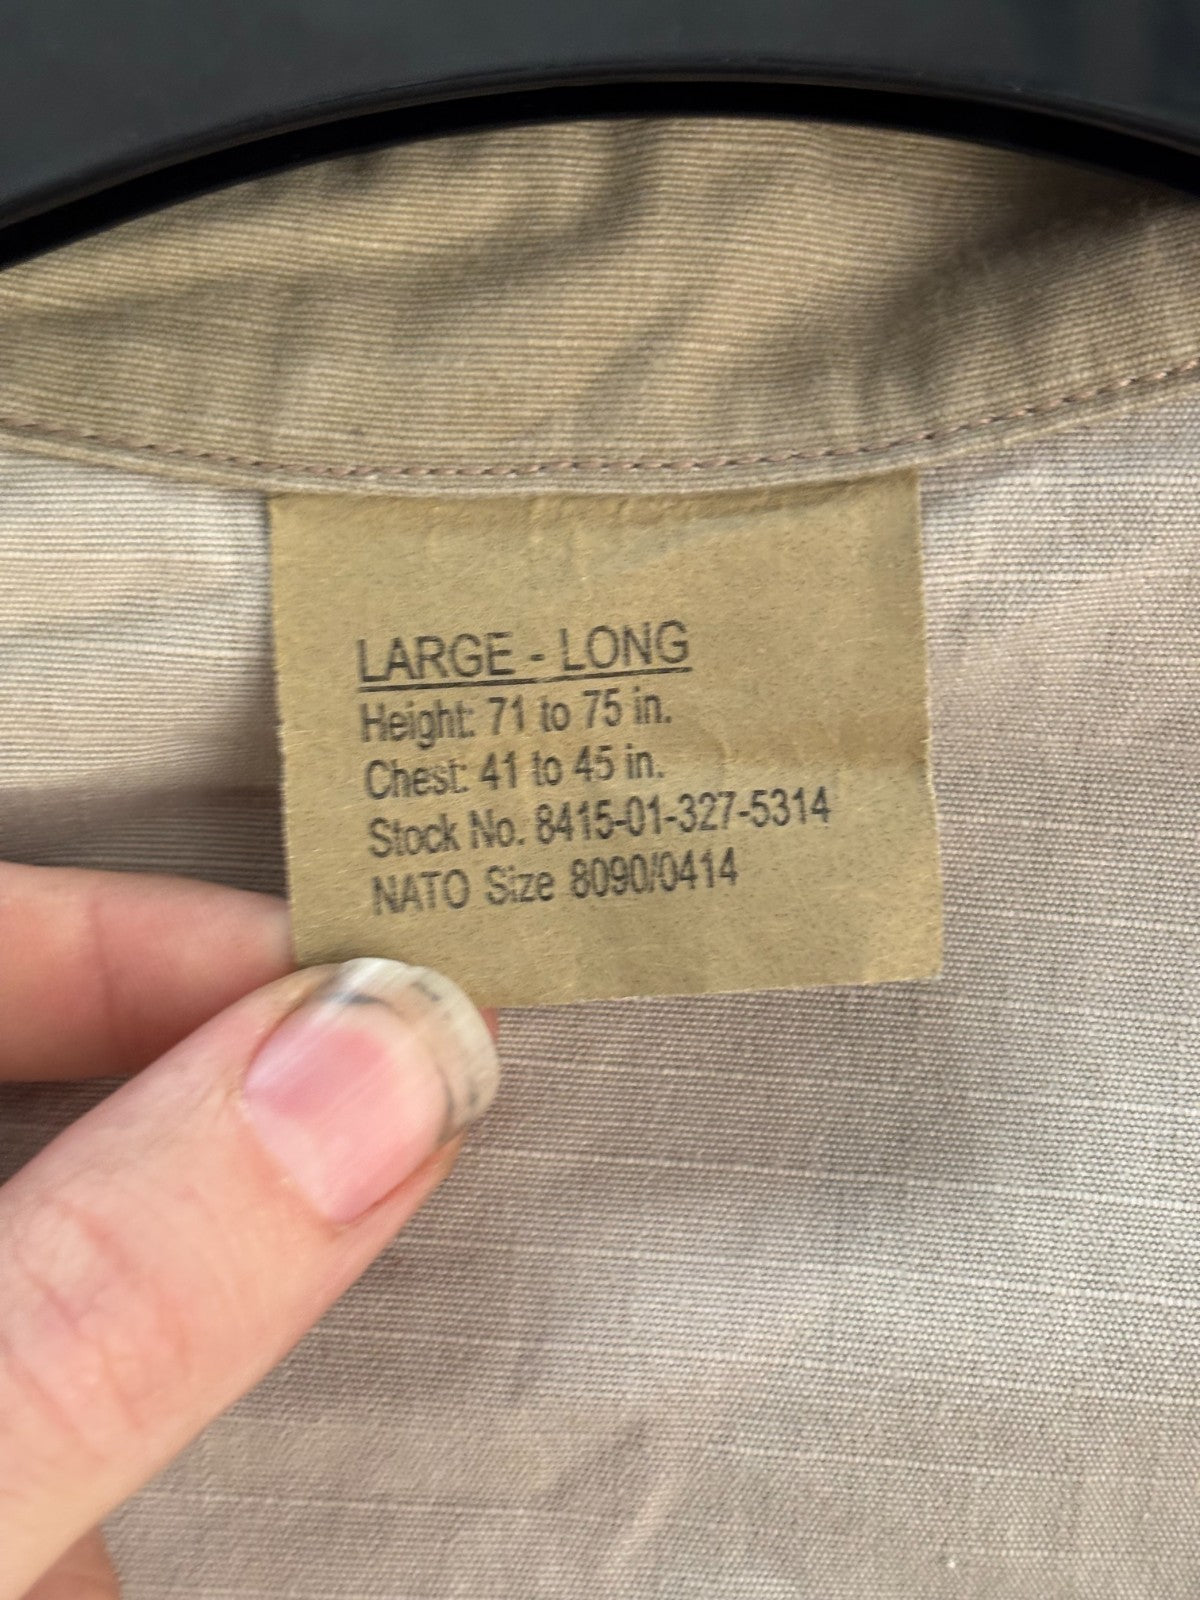 LARGE - LONG
Height: 71 to 75 in.
Chest: 41 to 45 in.
Stock No. 8415-01-327-5314
NATO Size 8090/0414